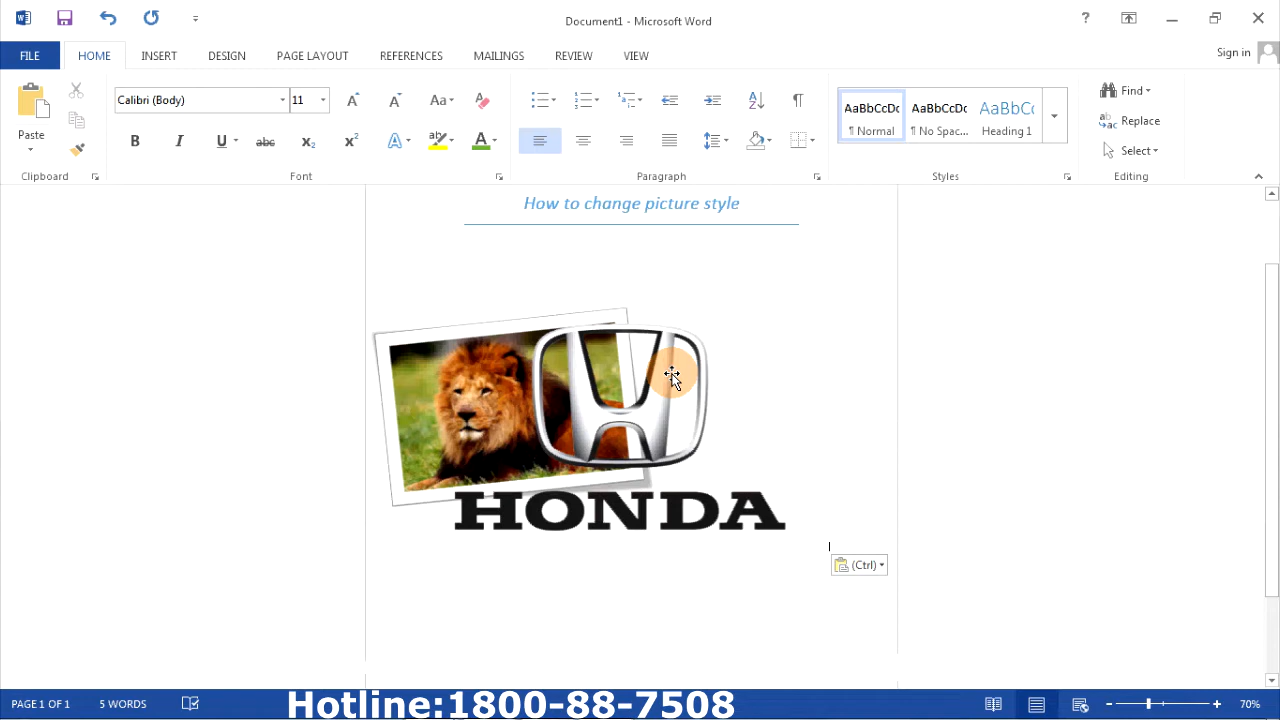 Document1 - Microsoft Word
?
FILE HOME INSERT DESIGN PAGE LAYOUT REFERENCES MAILINGS REVIEW VIEW
Sign in
Calibri (Body) 11
Paste
Clipboard
Font
Paragraph
AaBbCcDc AaBbCcDc AaBbCc
¶ Normal ¶ No Spac... Heading 1
Styles
Find
Replace
Select
Editing
How to change picture style
HONDA
(Ctrl)
PAGE 1 OF 1 5 WORDS
Hotline:1800-88-7508
70%